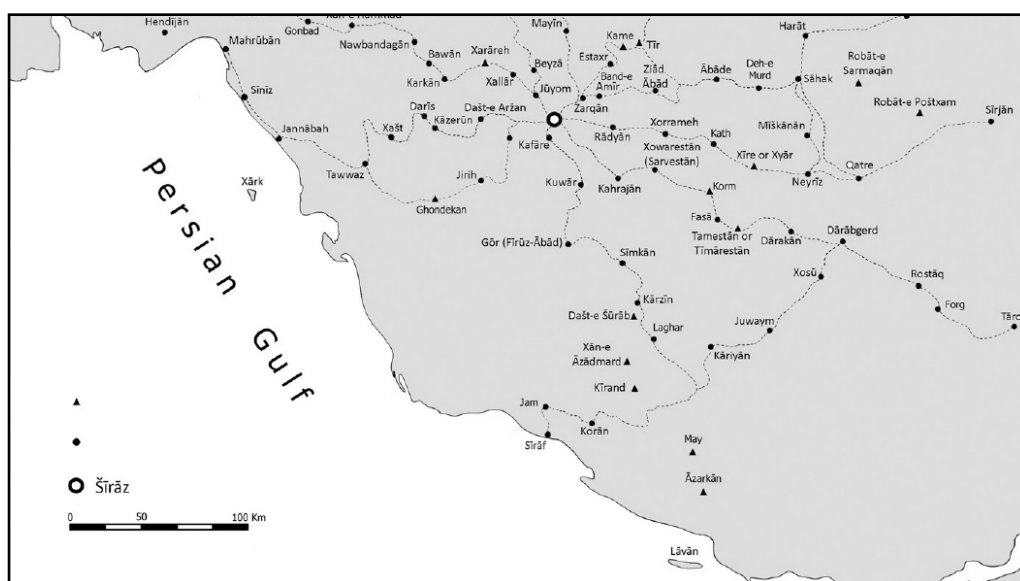 Hendījān
Gonbad
Mayīn
Harāt
Mahrūbān
Nawbandagān
Bawān
Xarāreh
Kame
Tīr
Estaxr
Robāt-e
Sarmaqān
Karkān
Xallār
Beyzā
Band-e
Amīr
Ziād
Ābād
Ābāde
Deh-e
Murd
Sāhak
Sīnīz
Jūyom
Zarqān
Robāt-e Poštxam
Sīrjān
Darīs
Kāzerūn
Dašt-e Aržan
Jannābah
Xašt
Kafāre
Rādyān
Xorrameh
Kath
Mīškānān
Xowarestān
(Sarvestān)
Xīre or Xyār
Tawwaz
Jirih
Kuwār
Kahrajān
Neyrīz
Qatre
Xārk
Ghondekan
Korm
Persian Gulf
Fasā
Tamestān or
Tīmārestān
Dārakān
Dārābgerd
Gōr (Fīrūz-Ābād)
Sīmkān
Xosū
Rostāq
Forg
Kārzīn
Dašt-e Šūrāb
Laghar
Juwaym
Xān-e
Āzādmard
Kāriyān
Kīrand
Jam
Korān
Sīrāf
May
Āzarkān
Šīrāz
0 50 100 Km
Lāvān